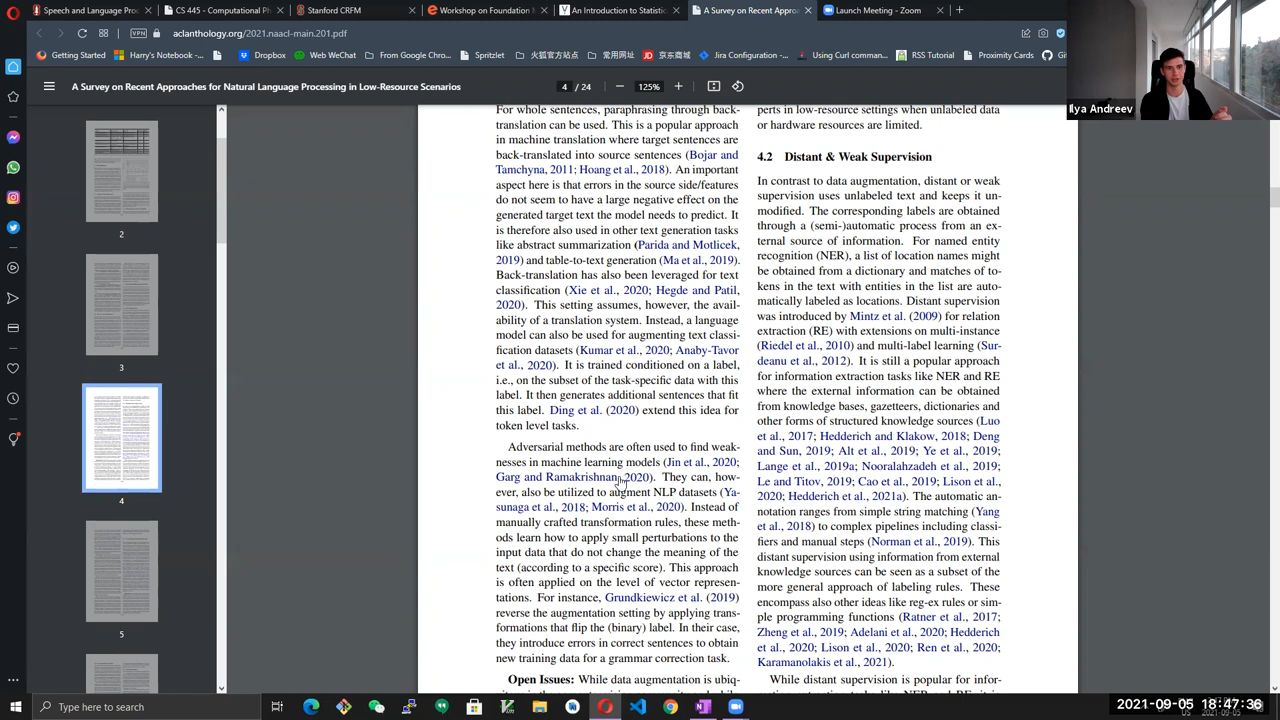 Speech and Language Processing
CS 445 - Computational Ph
Stanford CRFM
Workshop on Foundation M
An Introduction to Statistic
Survey on Recent Approach
Launch Meeting - Zoom
VPN
aclanthology.org/2021.naacl-main.201.pdf
Getting Started
Harry's Notebook -
Dropbox
WebWeChat
From Google Chrome
Spritzlet
火狐官方站点
常用网址
京东商城
Jira Configuration -
Using Curl comman
RSS Tutorial
Proximity Chat
G
A Survey on Recent Approaches for Natural Language Processing in Low-Resource Scenarios
4 / 24
125%
Ilya Andreev
2
3
4
5
For whole sentences, paraphrasing through back-
translation can be used. This is a popular approach
in machine translation where target sentences are
back-translated into source sentences (Bojar and
Tamchyna, 2011; Hoang et al., 2018). An important
aspect here is that errors in the source side/features
do not seem to have a large negative effect on the
generated target text the model needs to predict. It
is therefore also used in other text generation tasks
like abstract summarization (Parida and Motlicek,
2019) and table-to-text generation (Ma et al., 2019).
Back-translation has also been leveraged for text
classification (Xie et al., 2020; Hegde and Patil,
2020). This setting assumes, however, the avail-
ability of a translation system. Instead, a language
model can also be used for augmenting text classi-
fication datasets (Kumar et al., 2020; Anaby-Tavor
et al., 2020). It is trained conditioned on a label,
i.e., on the subset of the task-specific data with this
label. It then generates additional sentences that fit
this label. Ding et al. (2020) extend this idea for
token level tasks.
Adversarial methods are often used to find weak-
nesses in machine learning models (Jin et al., 2020;
Garg and Ramakrishnan, 2020). They can, how-
ever, also be utilized to augment NLP datasets (Ya-
sunaga et al., 2018; Morris et al., 2020). Instead of
manually crafting transformation rules, these meth-
ods learn how to apply small perturbations to the
input data that do not change the meaning of the
text (according to a specific score). This approach
is often applied on the level of vector represen-
tations. For instance, Grundkiewicz et al. (2019)
reverse the augmentation setting by applying trans-
formations that flip the (binary) label. In their case,
they introduce errors in correct sentences to obtain
new training data for a grammar correction task.
Open Issues: While data augmentation is ubiq-
perts in low-resource settings when unlabeled data
or hardware resources are limited.
4.2 Distant & Weak Supervision
In contrast to data augmentation, distant or weak
supervision uses unlabeled text and keeps it un-
modified. The corresponding labels are obtained
through a (semi-)automatic process from an ex-
ternal source of information. For named entity
recognition (NER), a list of location names might
be obtained from a dictionary and matches of to-
kens in the text with entities in the list are auto-
matically labeled as locations. Distant supervision
was introduced by Mintz et al. (2009) for relation
extraction (RE) with extensions on multi-instance
(Riedel et al., 2010) and multi-label learning (Sur-
deanu et al., 2012). It is still a popular approach
for information extraction tasks like NER and RE
where the external information can be obtained
from knowledge bases, gazetteers, dictionaries and
other forms of structured knowledge sources (Luo
et al., 2017; Hedderich and Klakow, 2018; Deng
and Sun, 2019; Alt et al., 2019; Ye et al., 2019;
Lange et al., 2019a; Nooralahzadeh et al., 2019;
Le and Titov, 2019; Cao et al., 2019; Lison et al.,
2020; Hedderich et al., 2021a). The automatic an-
notation ranges from simple string matching (Yang
et al., 2018) to complex pipelines including classi-
fiers and manual steps (Norman et al., 2019). This
distant supervision using information from external
knowledge sources can be seen as a subset of the
more general approach of labeling rules. These
encompass also other ideas like reg-ex rules or sim-
ple programming functions (Ratner et al., 2017;
Zheng et al., 2019; Adelani et al., 2020; Hedderich
et al., 2020; Lison et al., 2020; Ren et al., 2020;
Karamanolakis et al., 2021).
While distant supervision is popular for infor-
Type here to search
2021-09-05 18:47:36